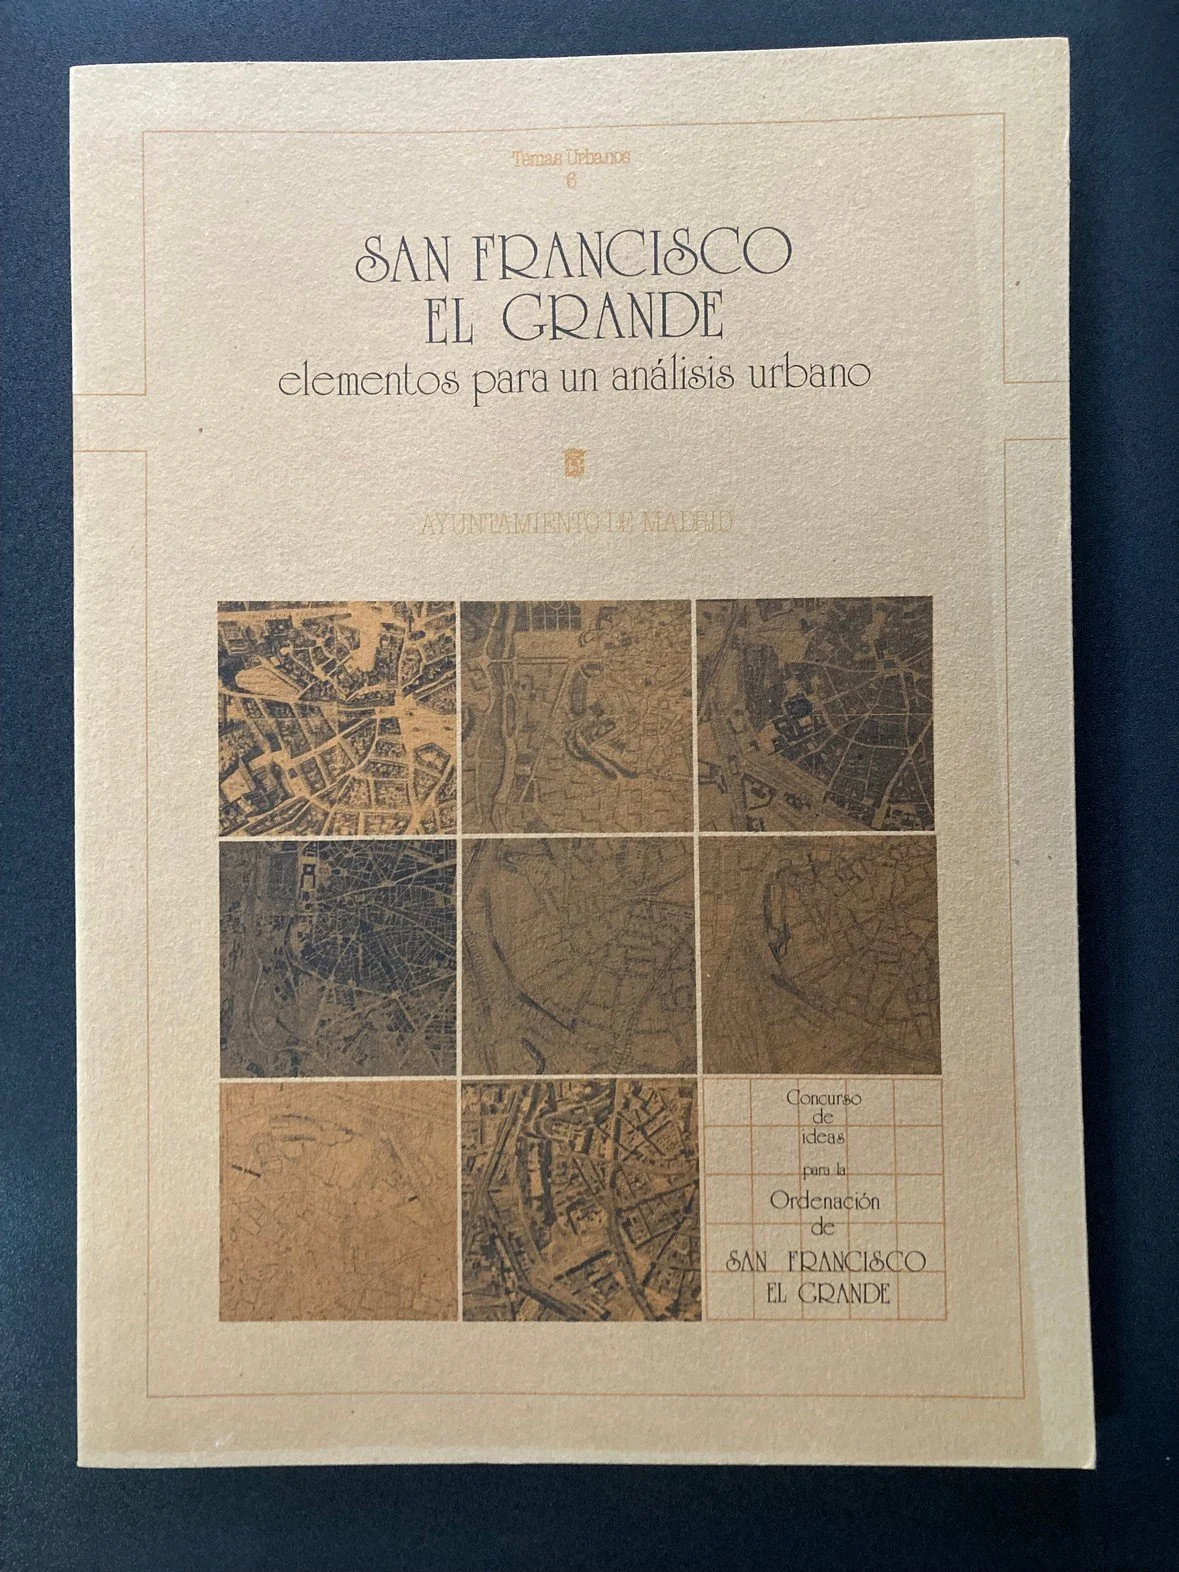 Temas Urbanos
6
SAN FRANCISCO
EL GRANDE
elementos para un análisis urbano
AYUNTAMIENTO DE MADRID
Concurso
de
ideas
para la
Ordenación
de
SAN FRANCISCO
EL GRANDE